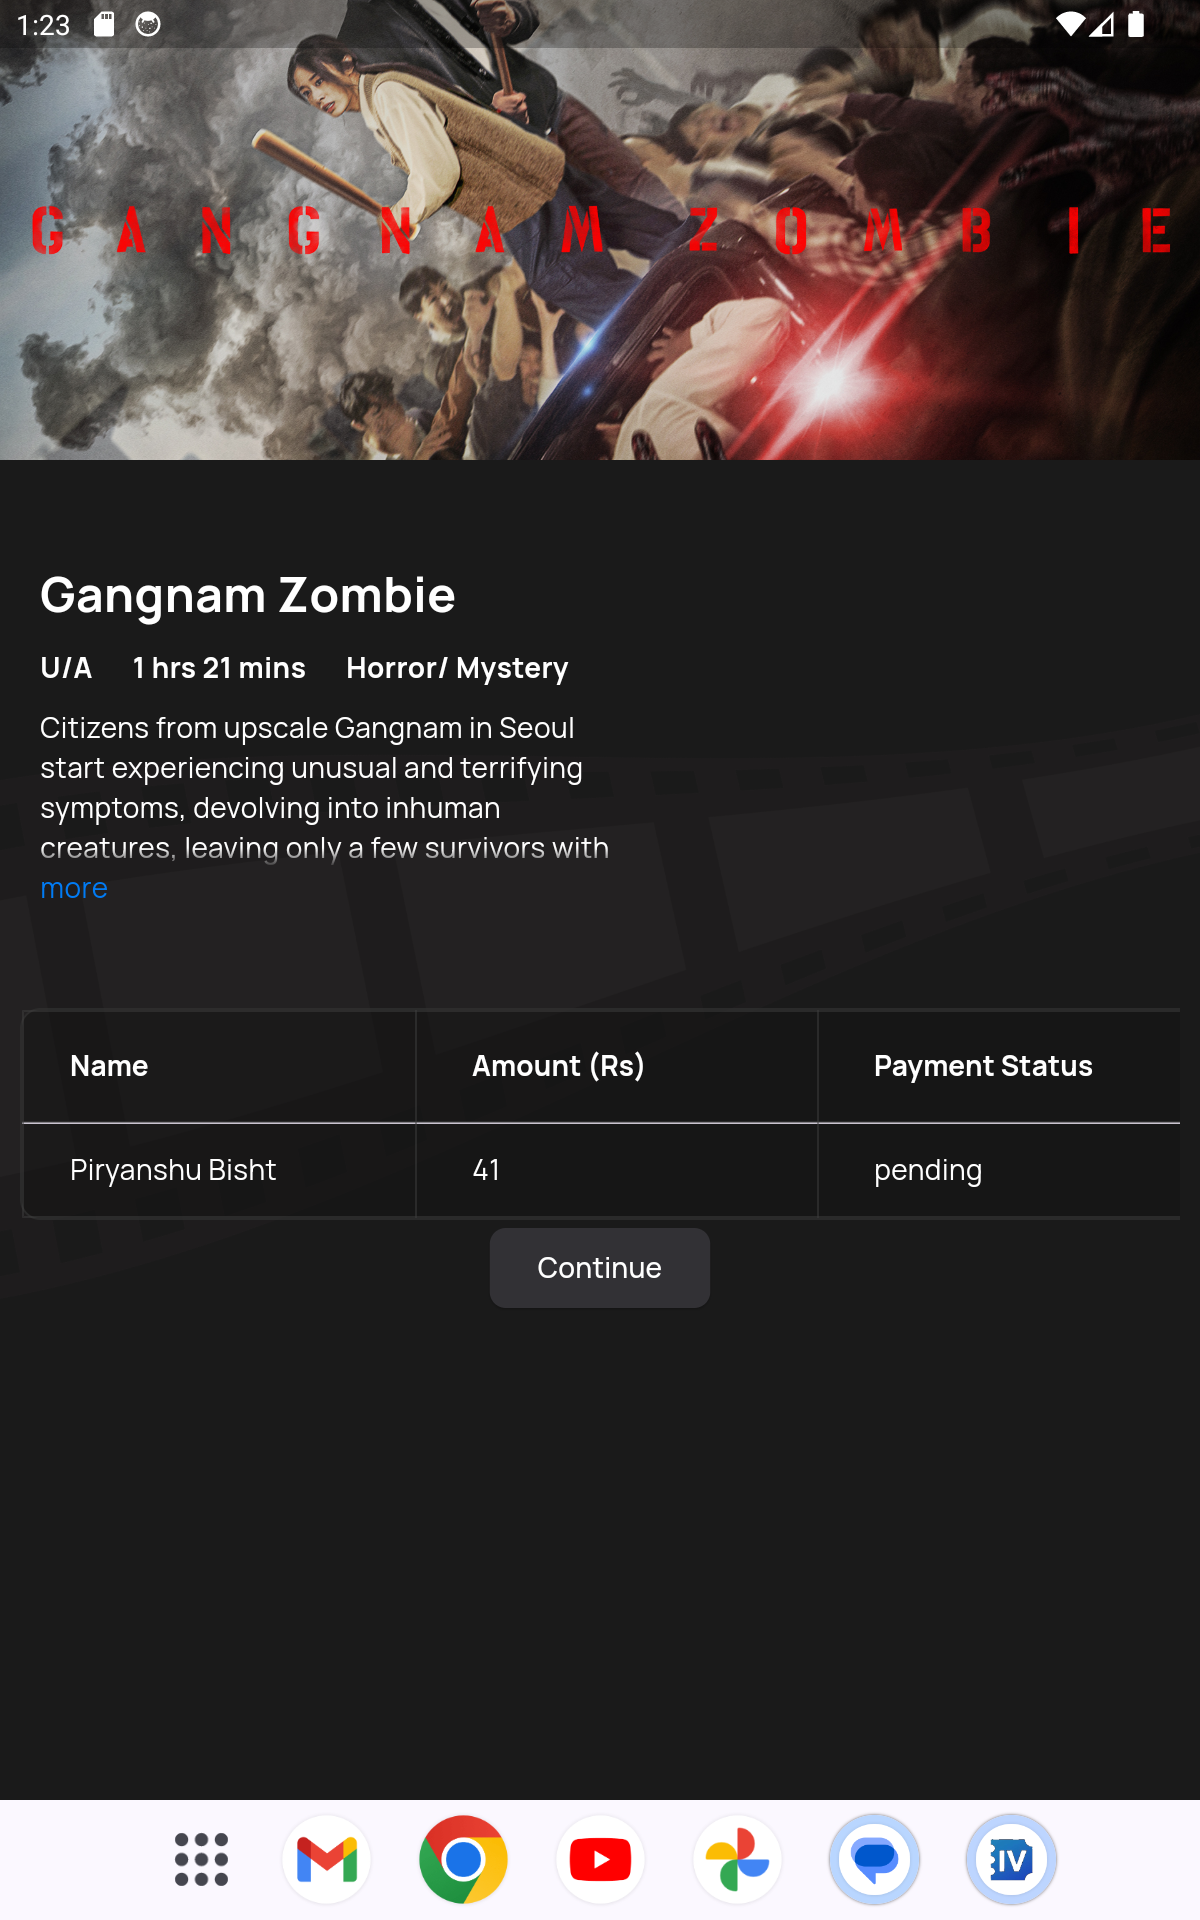 1:23
GANGNAM ZOMBIE
Gangnam Zombie
U/A 1 hrs 21 mins Horror/ Mystery
Citizens from upscale Gangnam in Seoul
start experiencing unusual and terrifying
symptoms, devolving into inhuman
creatures, leaving only a few survivors with
more
Name Amount (Rs) Payment Status
Piryanshu Bisht 41 pending
Continue
IV